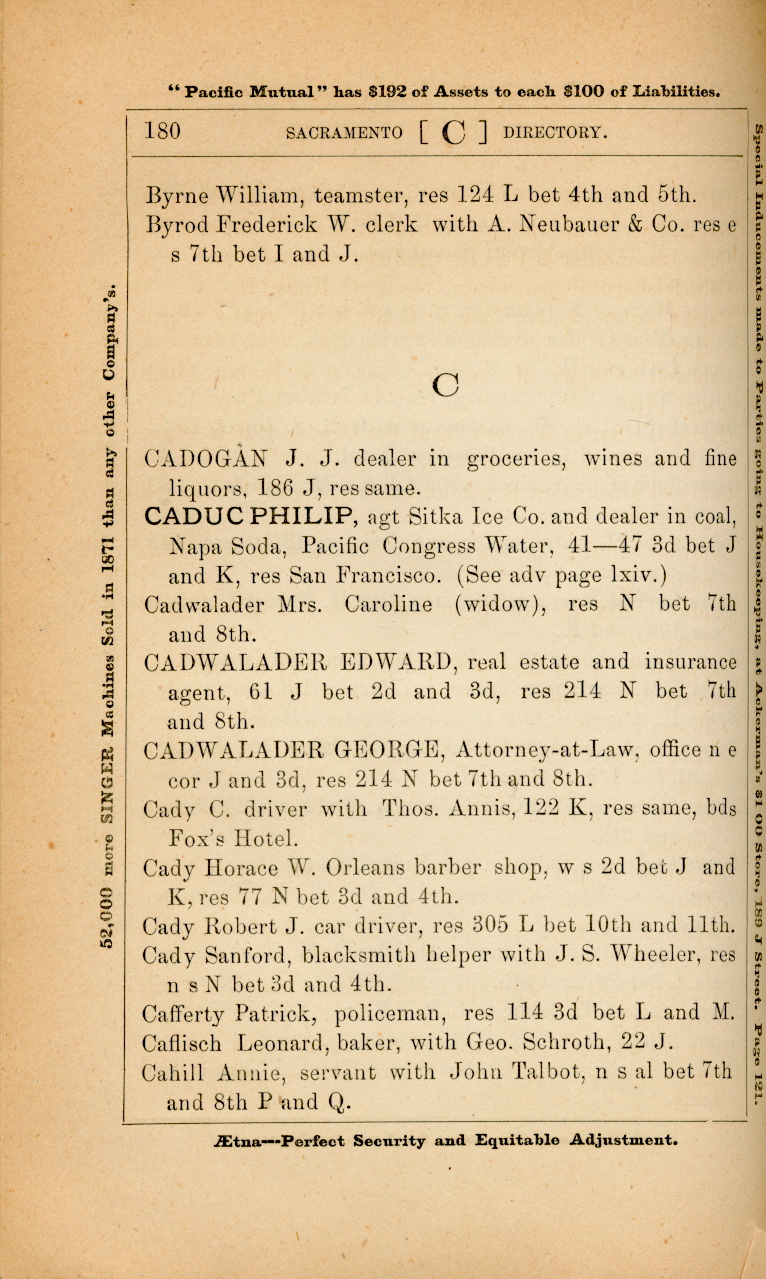 “Pacific Mutual” has $192 of Assets to each $100 of Liabilities.
180 SACRAMENTO [ C ] DIRECTORY.
Byrne William, teamster, res 124 L bet 4th and 5th.
Byrod Frederick W. clerk with A. Neubauer & Co. res e
s 7th bet I and J.
C
CADOGAN J. J. dealer in groceries, wines and fine
liquors, 186 J, res same.
CADUC PHILIP, agt Sitka Ice Co. and dealer in coal,
Napa Soda, Pacific Congress Water, 41—47 3d bet J
and K, res San Francisco. (See adv page lxiv.)
Cadwalader Mrs. Caroline (widow), res N bet 7th
and 8th.
CADWALADER EDWARD, real estate and insurance
agent, 61 J bet 2d and 3d, res 214 N bet 7th
and 8th.
CADWALADER GEORGE, Attorney-at-Law, office n e
cor J and 3d, res 214 N bet 7th and 8th.
Cady C. driver with Thos. Annis, 122 K, res same, bds
Fox's Hotel.
Cady Horace W. Orleans barber shop, w s 2d bet J and
K, res 77 N bet 3d and 4th.
Cady Robert J. car driver, res 305 L bet 10th and 11th.
Cady Sanford, blacksmith helper with J. S. Wheeler, res
n s N bet 3d and 4th.
Cafferty Patrick, policeman, res 114 3d bet L and M.
Caflisch Leonard, baker, with Geo. Schroth, 22 J.
Cahill Annie, servant with John Talbot, n s al bet 7th
and 8th P and Q.
Ætna—Perfect Security and Equitable Adjustment.
52,000 more SINGER Machines Sold in 1871 than any other Company's.
Special Inducements made to Parties going to Housekeeping, at Ackerman's $1 00 Store, 189 J Street. Page 121.